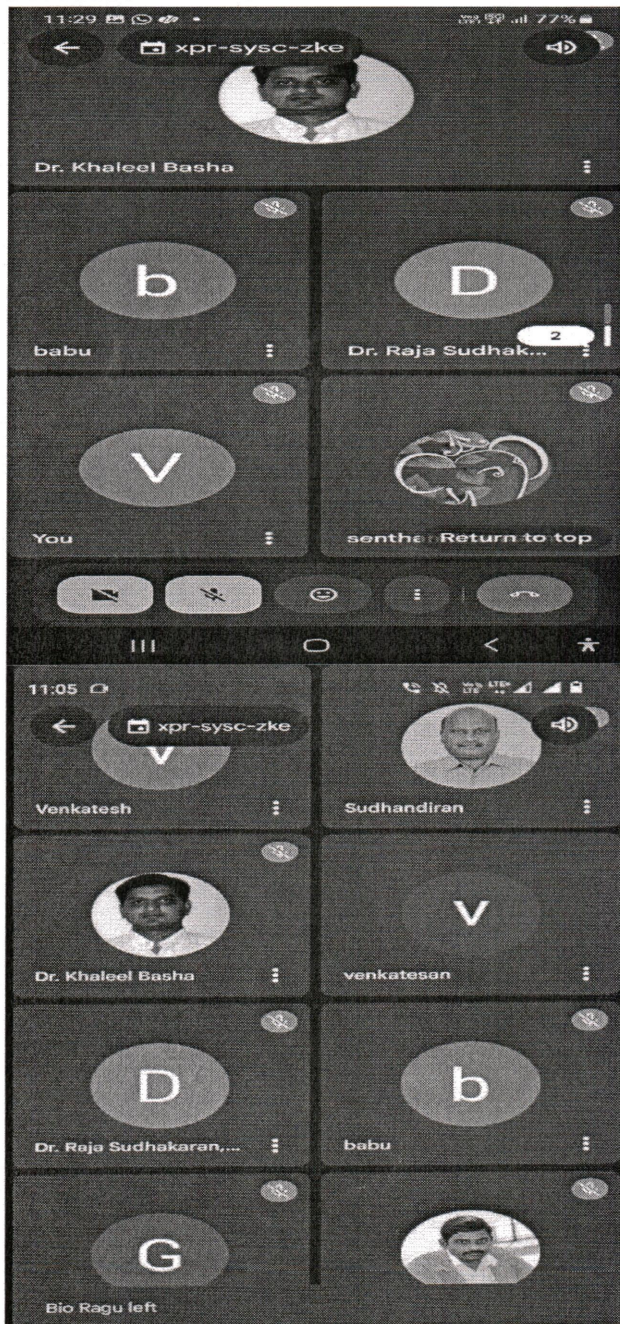 11:29 77%
xpr-sysc-zke
Dr. Khaleel Basha
b D
2
babu Dr. Raja Sudhak...
V
You sentha Return to top
11:05
xpr-sysc-zke
V
Venkatesh Sudhandiran
V
Dr. Khaleel Basha venkatesan
D b
Dr. Raja Sudhakaran,... babu
G
Bio Ragu left